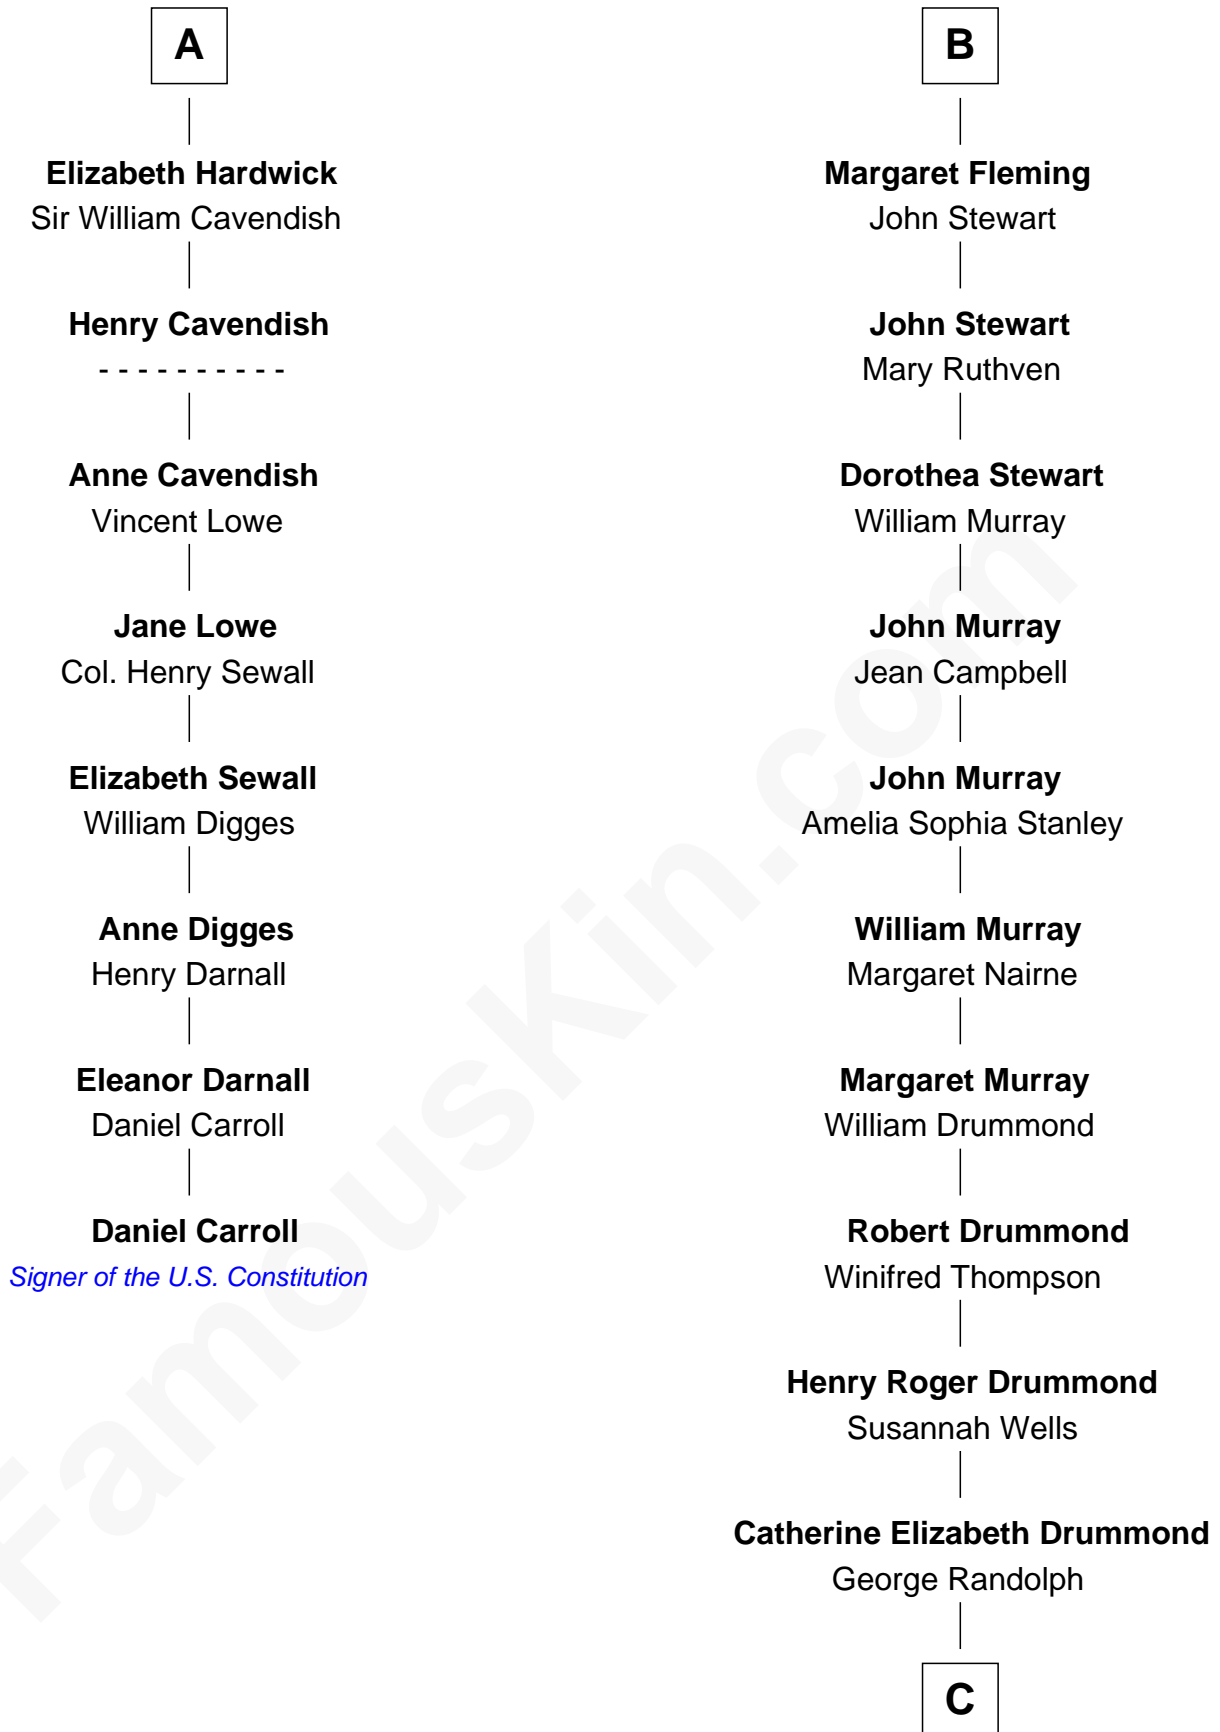 A
Elizabeth Hardwick
Sir William Cavendish
Henry Cavendish
- - - - - - - - - -
Anne Cavendish
Vincent Lowe
Jane Lowe
Col. Henry Sewall
Elizabeth Sewall
William Digges
Anne Digges
Henry Darnall
Eleanor Darnall
Daniel Carroll
Daniel Carroll
Signer of the U.S. Constitution
B
Margaret Fleming
John Stewart
John Stewart
Mary Ruthven
Dorothea Stewart
William Murray
John Murray
Jean Campbell
John Murray
Amelia Sophia Stanley
William Murray
Margaret Nairne
Margaret Murray
William Drummond
Robert Drummond
Winifred Thompson
Henry Roger Drummond
Susannah Wells
Catherine Elizabeth Drummond
George Randolph
C
FamousKin.com